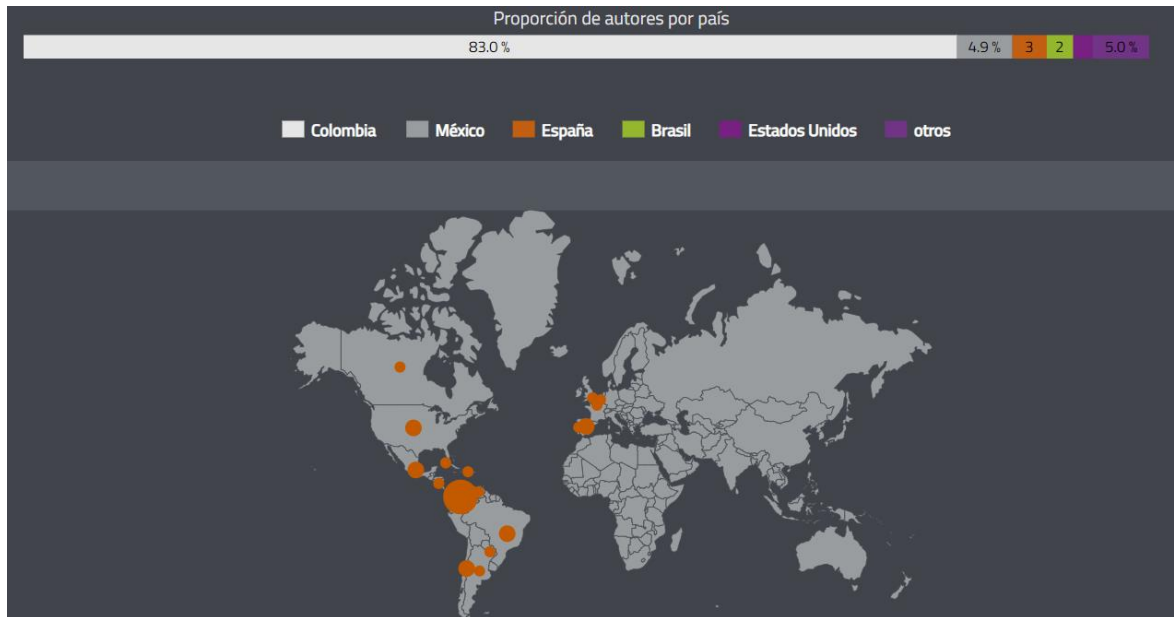 Proporción de autores por país
83.0 % 4.9 % 3 2 5.0 %
Colombia México España Brasil Estados Unidos otros